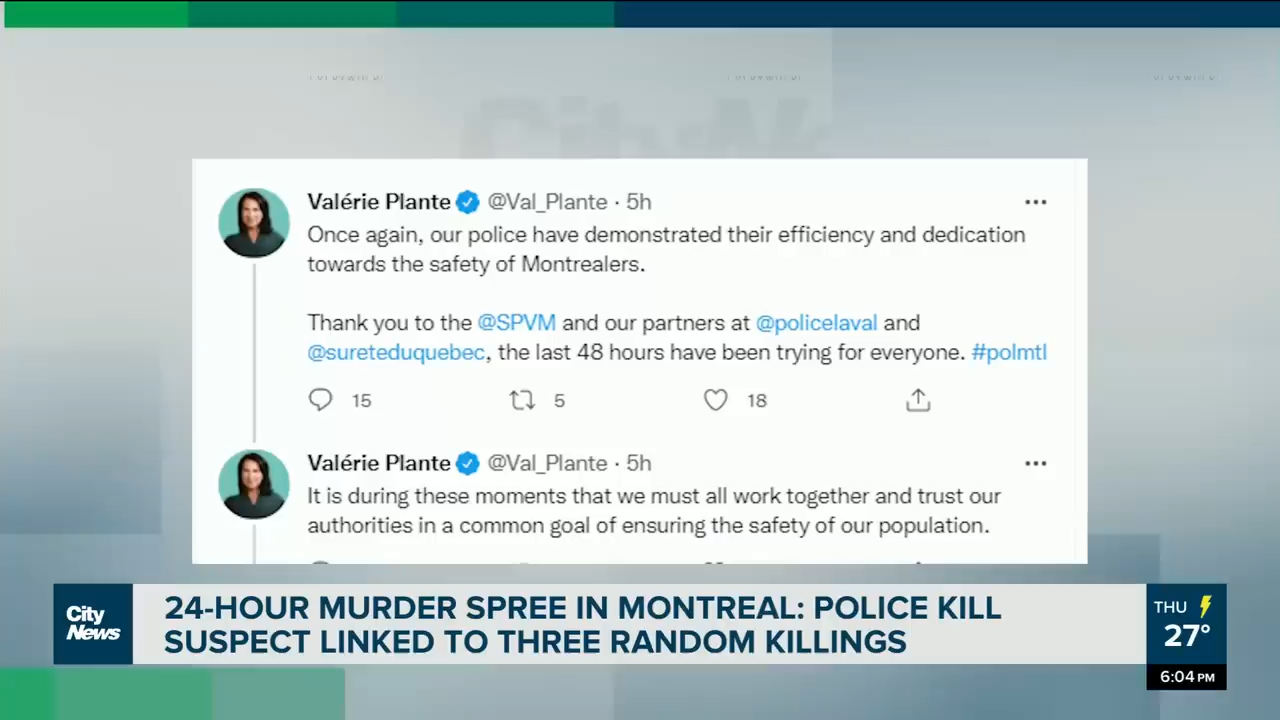 Valérie Plante @Val_Plante · 5h
Once again, our police have demonstrated their efficiency and dedication
towards the safety of Montrealers.
Thank you to the @SPVM and our partners at @policelaval and
@sureteduquebec, the last 48 hours have been trying for everyone. #polmtl
15 5 18
Valérie Plante @Val_Plante · 5h
It is during these moments that we must all work together and trust our
authorities in a common goal of ensuring the safety of our population.
City
News
24-HOUR MURDER SPREE IN MONTREAL: POLICE KILL
SUSPECT LINKED TO THREE RANDOM KILLINGS
THU
27°
6:04 PM